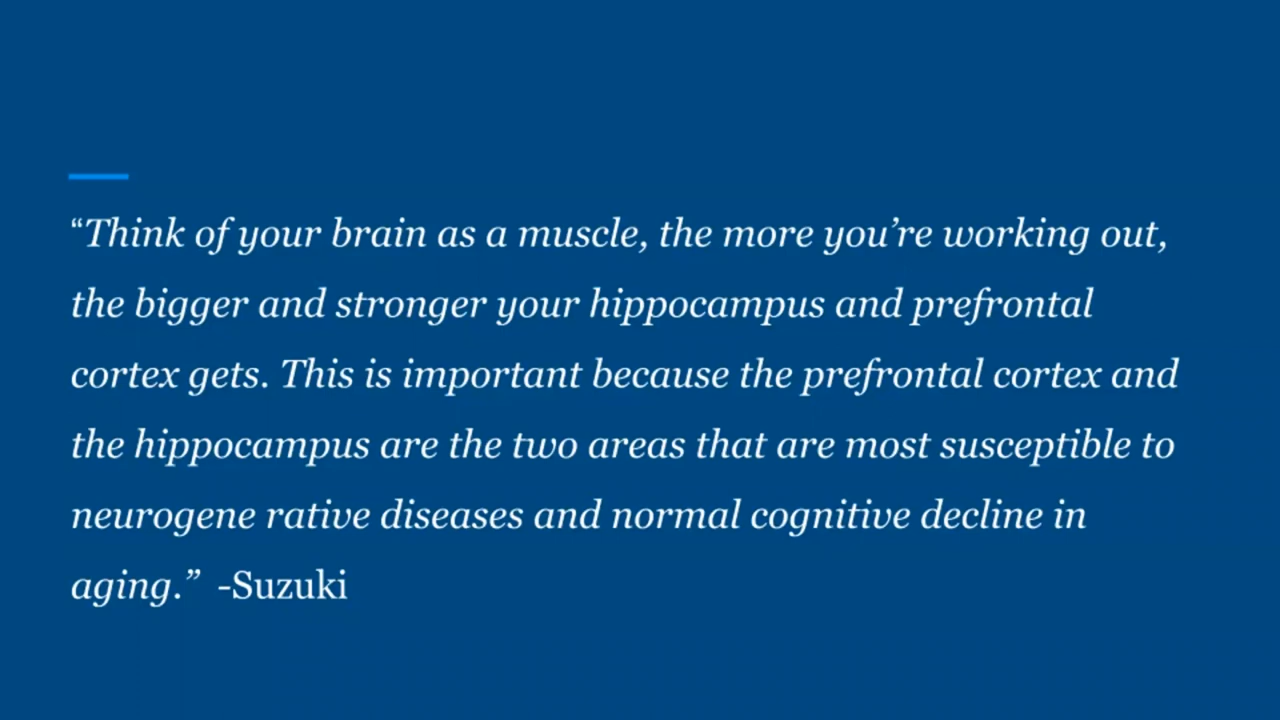 “Think of your brain as a muscle, the more you’re working out,
the bigger and stronger your hippocampus and prefrontal
cortex gets. This is important because the prefrontal cortex and
the hippocampus are the two areas that are most susceptible to
neurogene rative diseases and normal cognitive decline in
aging.”  -Suzuki